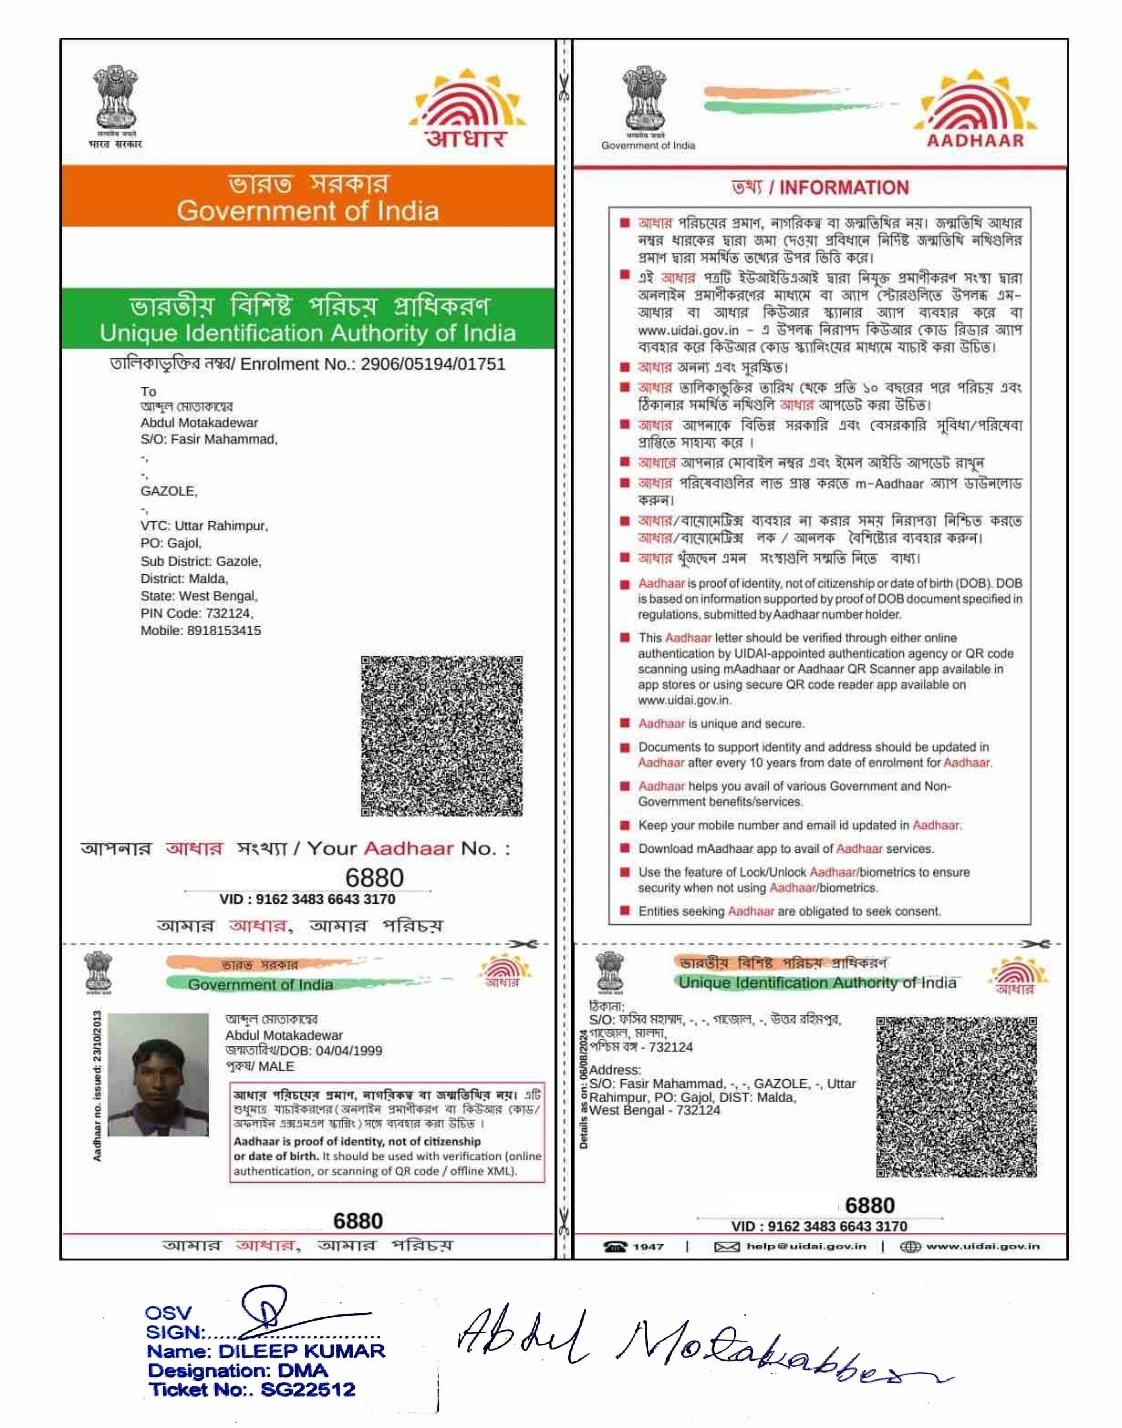 सत्यमेव जयते
भारत सरकार
आधार
ভারত সরকার
Government of India
ভারতীয় বিশিষ্ট পরিচয় প্রাধিকরণ
Unique Identification Authority of India
তালিকাভুক্তির নম্বর/ Enrolment No.: 2906/05194/01751
To
আব্দুল মোতাকাব্বের
Abdul Motakadewar
S/O: Fasir Mahammad,
-,
-,
GAZOLE,
-,
VTC: Uttar Rahimpur,
PO: Gajol,
Sub District: Gazole,
District: Malda,
State: West Bengal,
PIN Code: 732124,
Mobile: 8918153415
আপনার আধার সংখ্যা / Your Aadhaar No. :
6880
VID : 9162 3483 6643 3170
আমার আধার, আমার পরিচয়
ভারত সরকার
Government of India
আধার
Aadhaar no. issued: 23/10/2013
আব্দুল মোতাকাব্বের
Abdul Motakadewar
জন্মতারিখ/DOB: 04/04/1999
পুরুষ/ MALE
আধার পরিচয়ের প্রমাণ, নাগরিকত্ব বা জন্মতিথির নয়। এটি
শুধুমাত্র যাচাইকরণের (অনলাইন প্রমাণীকরণ বা কিউআর কোড/
অফলাইন এক্সএমএল স্ক্যানিং) সঙ্গে ব্যবহার করা উচিত ।
Aadhaar is proof of identity, not of citizenship
or date of birth. It should be used with verification (online
authentication, or scanning of QR code / offline XML).
6880
আমার আধার, আমার পরিচয়
Government of India
AADHAAR
তথ্য / INFORMATION
আধার পরিচয়ের প্রমাণ, নাগরিকত্ব বা জন্মতিথির নয়। জন্মতিথি আধার
নম্বর ধারকের দ্বারা জমা দেওয়া প্রবিধানে নির্দিষ্ট জন্মতিথি নথিগুলির
প্রমাণ দ্বারা সমর্থিত তথ্যের উপর ভিত্তি করে।
এই আধার পত্রটি ইউআইডিএআই দ্বারা নিযুক্ত প্রমাণীকরণ সংস্থা দ্বারা
অনলাইন প্রমাণীকরণের মাধ্যমে বা অ্যাপ স্টোরগুলিতে উপলব্ধ এম-
আধার বা আধার কিউআর স্ক্যানার অ্যাপ ব্যবহার করে বা
www.uidai.gov.in - এ উপলব্ধ নিরাপদ কিউআর কোড রিডার অ্যাপ
ব্যবহার করে কিউআর কোড স্ক্যানিংয়ের মাধ্যমে যাচাই করা উচিত।
আধার অনন্য এবং সুরক্ষিত।
আধার তালিকাভুক্তির তারিখ থেকে প্রতি ১০ বছরের পরে পরিচয় এবং
ঠিকানার সমর্থিত নথিগুলি আধার আপডেট করা উচিত।
আধার আপনাকে বিভিন্ন সরকারি এবং বেসরকারি সুবিধা/পরিষেবা
প্রাপ্তিতে সাহায্য করে ।
আধারে আপনার মোবাইল নম্বর এবং ইমেল আইডি আপডেট রাখুন
আধার পরিষেবাগুলির লাভ প্রাপ্ত করতে m-Aadhaar অ্যাপ ডাউনলোড
করুন।
আধার/বায়োমেট্রিক্স ব্যবহার না করার সময় নিরাপত্তা নিশ্চিত করতে
আধার/বায়োমেট্রিক্স লক / আনলক বৈশিষ্ট্যের ব্যবহার করুন।
আধার খুঁজছেন এমন সংস্থাগুলি সম্মতি নিতে বাধ্য।
Aadhaar is proof of identity, not of citizenship or date of birth (DOB). DOB
is based on information supported by proof of DOB document specified in
regulations, submitted by Aadhaar number holder.
This Aadhaar letter should be verified through either online
authentication by UIDAI-appointed authentication agency or QR code
scanning using mAadhaar or Aadhaar QR Scanner app available in
app stores or using secure QR code reader app available on
www.uidai.gov.in.
Aadhaar is unique and secure.
Documents to support identity and address should be updated in
Aadhaar after every 10 years from date of enrolment for Aadhaar.
Aadhaar helps you avail of various Government and Non-
Government benefits/services.
Keep your mobile number and email id updated in Aadhaar.
Download mAadhaar app to avail of Aadhaar services.
Use the feature of Lock/Unlock Aadhaar/biometrics to ensure
security when not using Aadhaar/biometrics.
Entities seeking Aadhaar are obligated to seek consent.
ভারতীয় বিশিষ্ট পরিচয় প্রাধিকরণ
Unique Identification Authority of India
আধার
Details as on: 06/08/2024
ঠিকানা:
S/O: ফসির মহাম্মদ, -, -, গাজোল, -, উত্তর রহিমপুর,
গাজোল, মালদা,
পশ্চিম বঙ্গ - 732124
Address:
S/O: Fasir Mahammad, -, -, GAZOLE, -, Uttar
Rahimpur, PO: Gajol, DIST: Malda,
West Bengal - 732124
6880
VID : 9162 3483 6643 3170
1947 | help@uidai.gov.in | www.uidai.gov.in
OSV
SIGN:......................
Name: DILEEP KUMAR
Designation: DMA
Ticket No:. SG22512
Abdul Motakabber